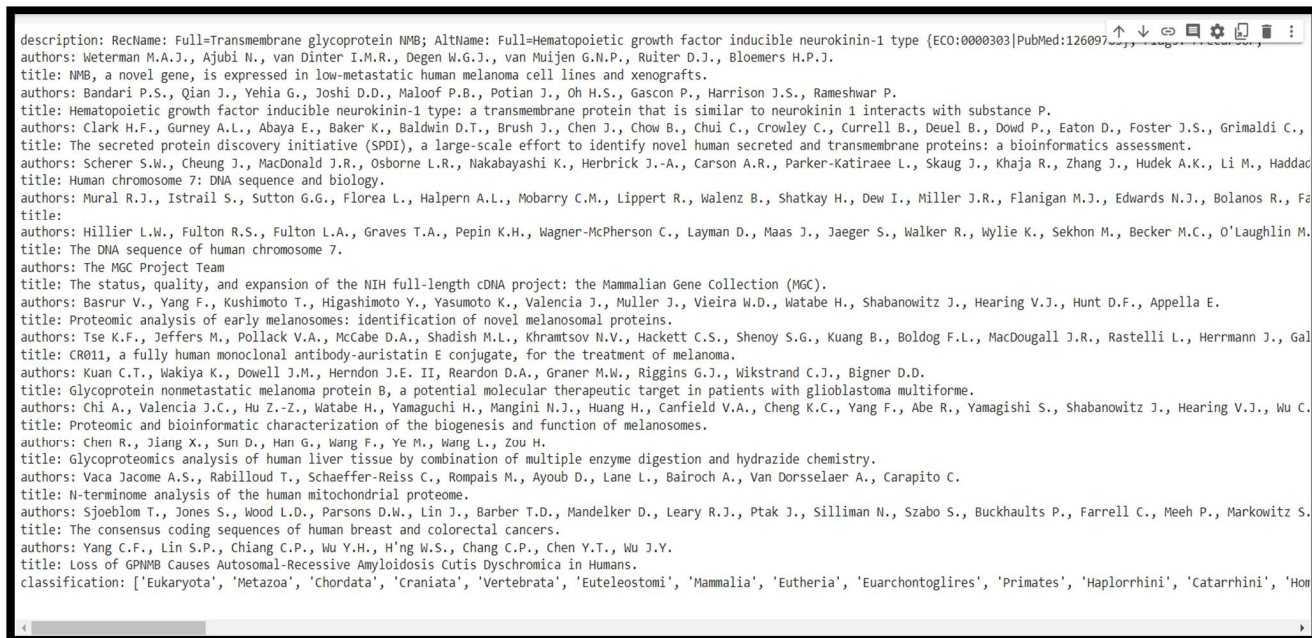 description: RecName: Full=Transmembrane glycoprotein NMB; AltName: Full=Hematopoietic growth factor inducible neurokinin-1 type {ECO:0000303|PubMed:12609765}; Flags: Precursor;
authors: Weterman M.A.J., Ajubi N., van Dinter I.M.R., Degen W.G.J., van Muijen G.N.P., Ruiter D.J., Bloemers H.P.J.
title: NMB, a novel gene, is expressed in low-metastatic human melanoma cell lines and xenografts.
authors: Bandari P.S., Qian J., Yehia G., Joshi D.D., Maloof P.B., Potian J., Oh H.S., Gascon P., Harrison J.S., Rameshwar P.
title: Hematopoietic growth factor inducible neurokinin-1 type: a transmembrane protein that is similar to neurokinin 1 interacts with substance P.
authors: Clark H.F., Gurney A.L., Abaya E., Baker K., Baldwin D.T., Brush J., Chen J., Chow B., Chui C., Crowley C., Currell B., Deuel B., Dowd P., Eaton D., Foster J.S., Grimaldi C.,
title: The secreted protein discovery initiative (SPDI), a large-scale effort to identify novel human secreted and transmembrane proteins: a bioinformatics assessment.
authors: Scherer S.W., Cheung J., MacDonald J.R., Osborne L.R., Nakabayashi K., Herbrick J.-A., Carson A.R., Parker-Katiraee L., Skaug J., Khaja R., Zhang J., Hudek A.K., Li M., Haddad
title: Human chromosome 7: DNA sequence and biology.
authors: Mural R.J., Istrail S., Sutton G.G., Florea L., Halpern A.L., Mobarry C.M., Lippert R., Walenz B., Shatkay H., Dew I., Miller J.R., Flanigan M.J., Edwards N.J., Bolanos R., Fa
title:
authors: Hillier L.W., Fulton R.S., Fulton L.A., Graves T.A., Pepin K.H., Wagner-McPherson C., Layman D., Maas J., Jaeger S., Walker R., Wylie K., Sekhon M., Becker M.C., O'Laughlin M.
title: The DNA sequence of human chromosome 7.
authors: The MGC Project Team
title: The status, quality, and expansion of the NIH full-length cDNA project: the Mammalian Gene Collection (MGC).
authors: Basrur V., Yang F., Kushimoto T., Higashimoto Y., Yasumoto K., Valencia J., Muller J., Vieira W.D., Watabe H., Shabanowitz J., Hearing V.J., Hunt D.F., Appella E.
title: Proteomic analysis of early melanosomes: identification of novel melanosomal proteins.
authors: Tse K.F., Jeffers M., Pollack V.A., McCabe D.A., Shadish M.L., Khramtsov N.V., Hackett C.S., Shenoy S.G., Kuang B., Boldog F.L., MacDougall J.R., Rastelli L., Herrmann J., Gal
title: CR011, a fully human monoclonal antibody-auristatin E conjugate, for the treatment of melanoma.
authors: Kuan C.T., Wakiya K., Dowell J.M., Herndon J.E. II, Reardon D.A., Graner M.W., Riggins G.J., Wikstrand C.J., Bigner D.D.
title: Glycoprotein nonmetastatic melanoma protein B, a potential molecular therapeutic target in patients with glioblastoma multiforme.
authors: Chi A., Valencia J.C., Hu Z.-Z., Watabe H., Yamaguchi H., Mangini N.J., Huang H., Canfield V.A., Cheng K.C., Yang F., Abe R., Yamagishi S., Shabanowitz J., Hearing V.J., Wu C.
title: Proteomic and bioinformatic characterization of the biogenesis and function of melanosomes.
authors: Chen R., Jiang X., Sun D., Han G., Wang F., Ye M., Wang L., Zou H.
title: Glycoproteomics analysis of human liver tissue by combination of multiple enzyme digestion and hydrazide chemistry.
authors: Vaca Jacome A.S., Rabilloud T., Schaeffer-Reiss C., Rompais M., Ayoub D., Lane L., Bairoch A., Van Dorsselaer A., Carapito C.
title: N-terminome analysis of the human mitochondrial proteome.
authors: Sjoeblom T., Jones S., Wood L.D., Parsons D.W., Lin J., Barber T.D., Mandelker D., Leary R.J., Ptak J., Silliman N., Szabo S., Buckhaults P., Farrell C., Meeh P., Markowitz S.
title: The consensus coding sequences of human breast and colorectal cancers.
authors: Yang C.F., Lin S.P., Chiang C.P., Wu Y.H., H'ng W.S., Chang C.P., Chen Y.T., Wu J.Y.
title: Loss of GPNMB Causes Autosomal-Recessive Amyloidosis Cutis Dyschromica in Humans.
classification: ['Eukaryota', 'Metazoa', 'Chordata', 'Craniata', 'Vertebrata', 'Euteleostomi', 'Mammalia', 'Eutheria', 'Euarchontoglires', 'Primates', 'Haplorrhini', 'Catarrhini', 'Hom